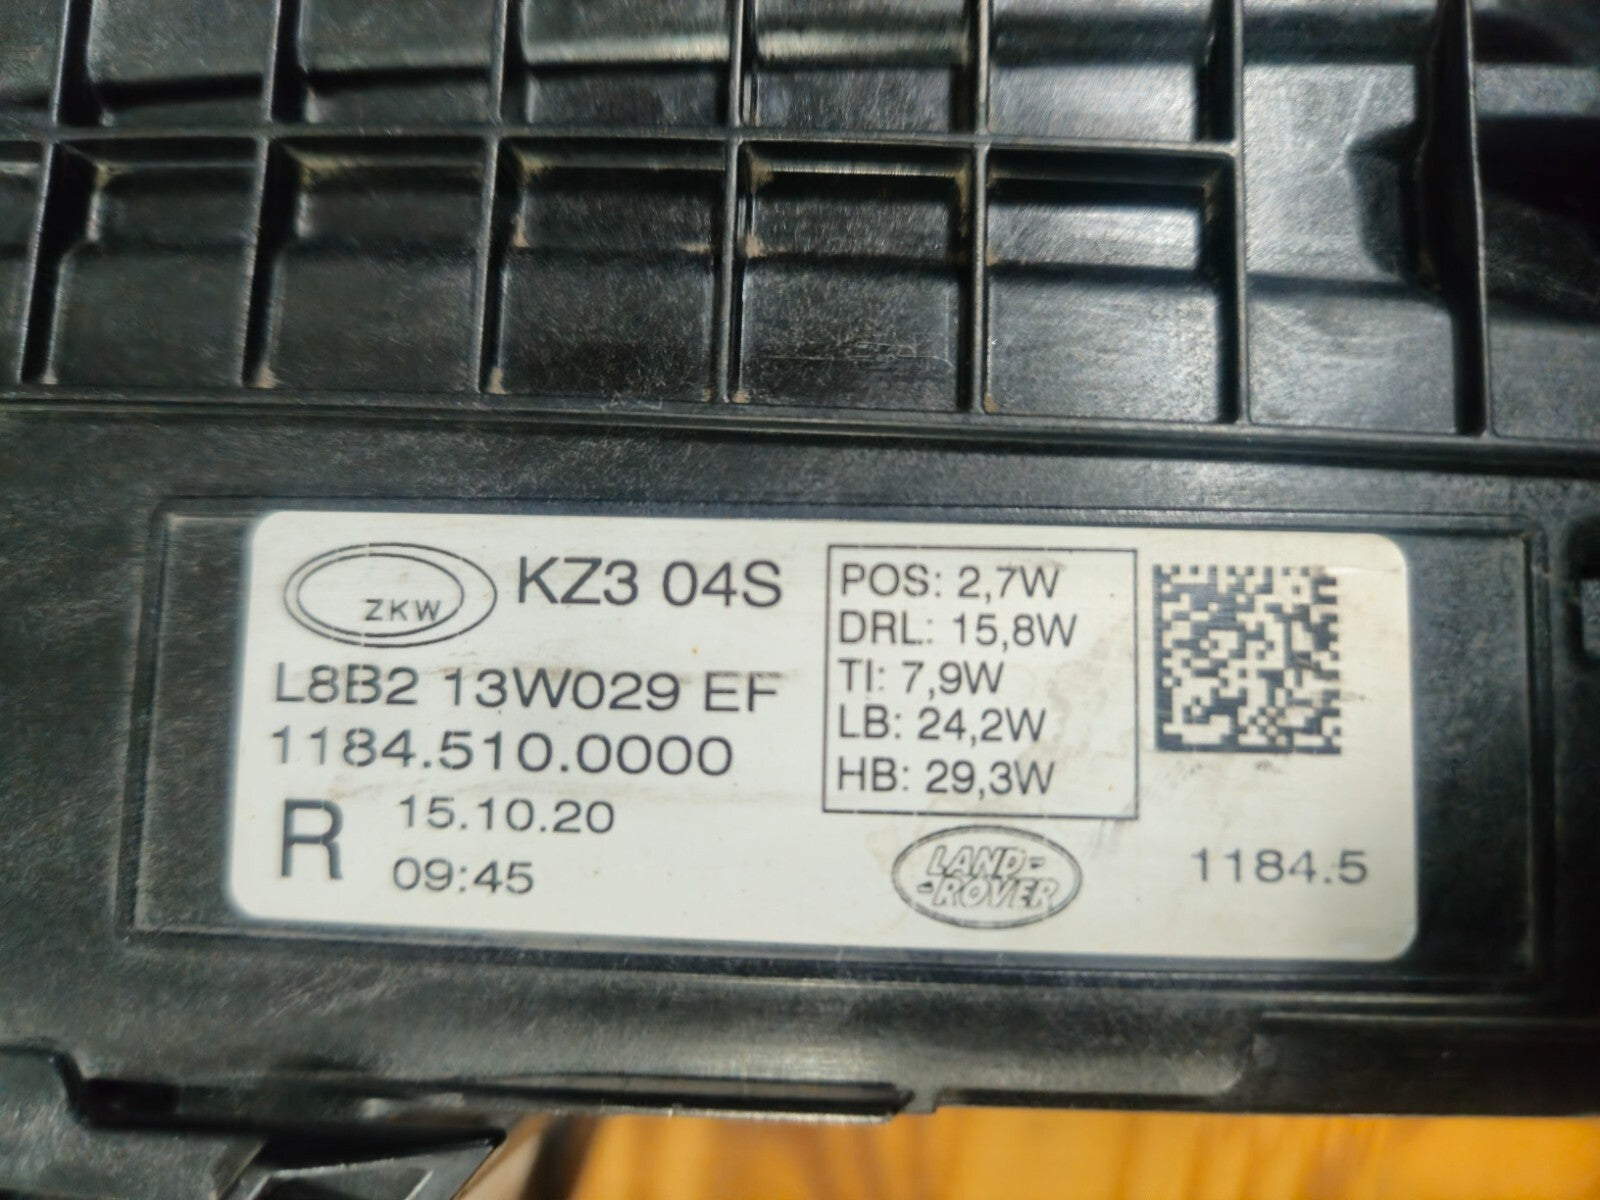 ZKW
KZ3 04S
L8B2 13W029 EF
1184.510.0000
R
15.10.20
09:45
POS: 2,7W
DRL: 15,8W
TI: 7,9W
LB: 24,2W
HB: 29,3W
LAND-
-ROVER
1184.5